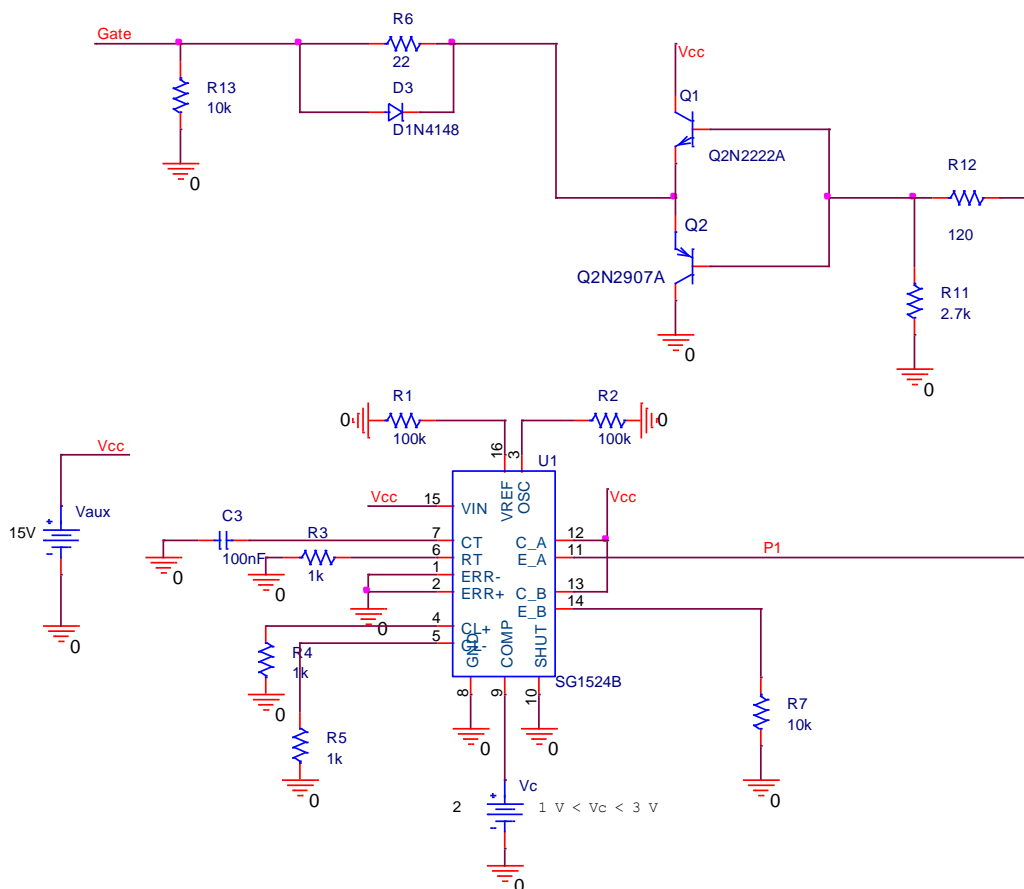 R6
Gate
22
D3
D1N4148
R13
10k
0
Vcc
Q1
Q2N2222A
R12
120
Q2
Q2N2907A
0
R11
2.7k
0
R1
0
100k
R2
0
100k
16
3
U1
VREF
OSC
Vcc
15
VIN
Vcc
Vcc
Vaux
15V
0
C3
100nF
0
7
CT
R3
1k
0
6
RT
1
ERR-
2
ERR+
0
12
C_A
11
E_A
P1
13
C_B
14
E_B
4
CL+
5
CL-
R4
1k
0
R5
1k
0
GND
COMP
SHUT
SG1524B
8
9
10
0
0
R7
10k
0
Vc
2
1 V < Vc < 3 V
0